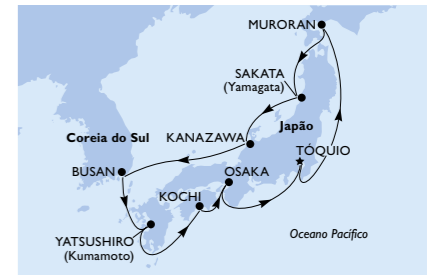 MURORAN
SAKATA
(Yamagata)
Coreia do Sul
KANAZAWA
Japão
TÓQUIO
BUSAN
OSAKA
KOCHI
YATSUSHIRO
(Kumamoto)
Oceano Pacífico